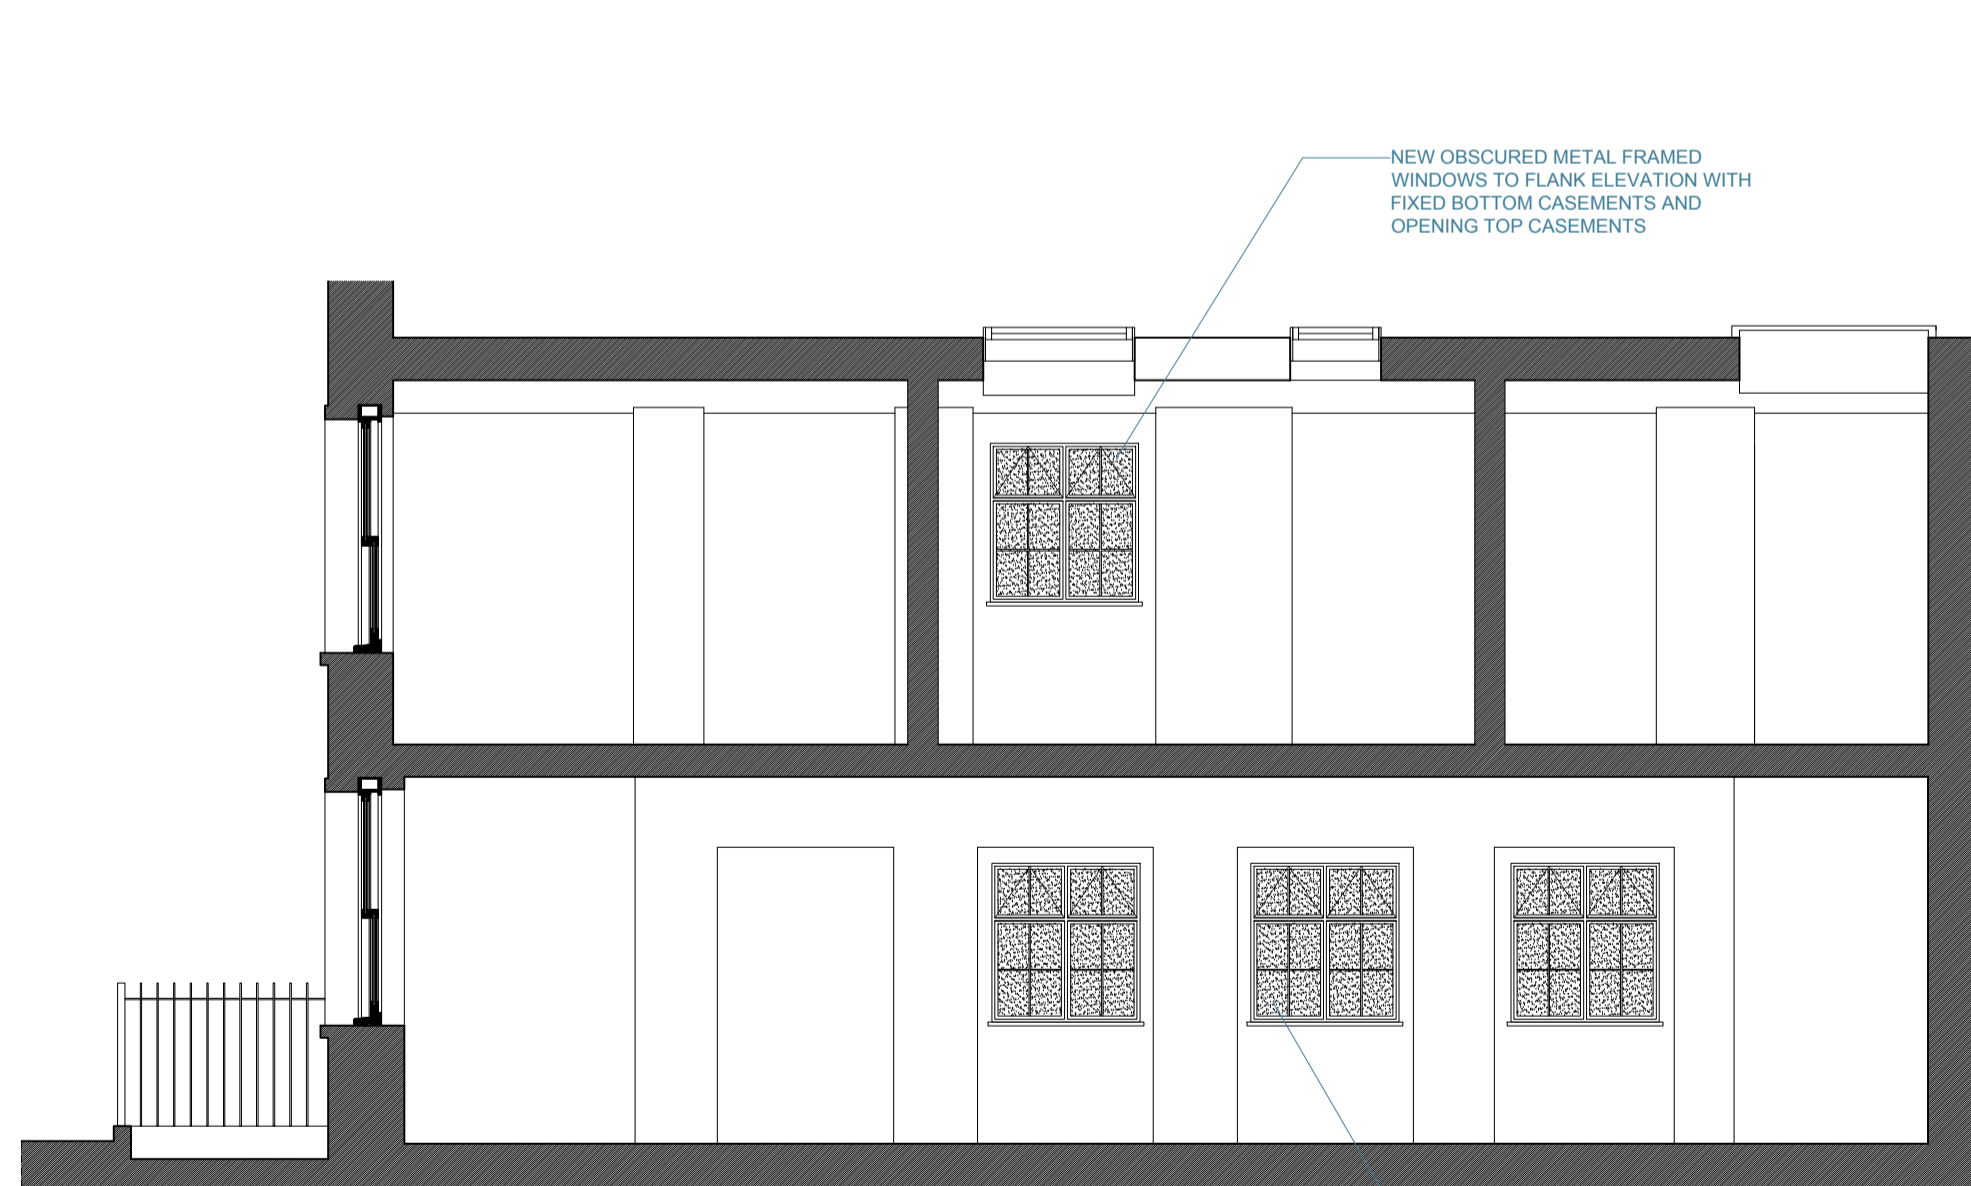 NEW OBSCURED METAL FRAMED
WINDOWS TO FLANK ELEVATION WITH
FIXED BOTTOM CASEMENTS AND
OPENING TOP CASEMENTS